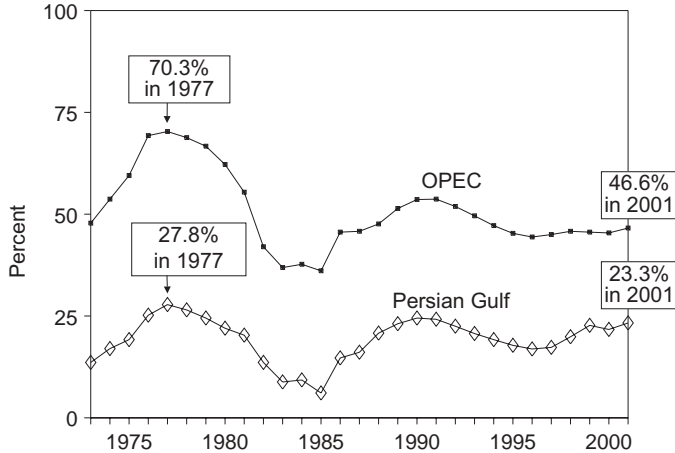 100
75
50
25
0
Percent
70.3%
in 1977
27.8%
in 1977
OPEC
46.6%
in 2001
Persian Gulf
23.3%
in 2001
1975 1980 1985 1990 1995 2000